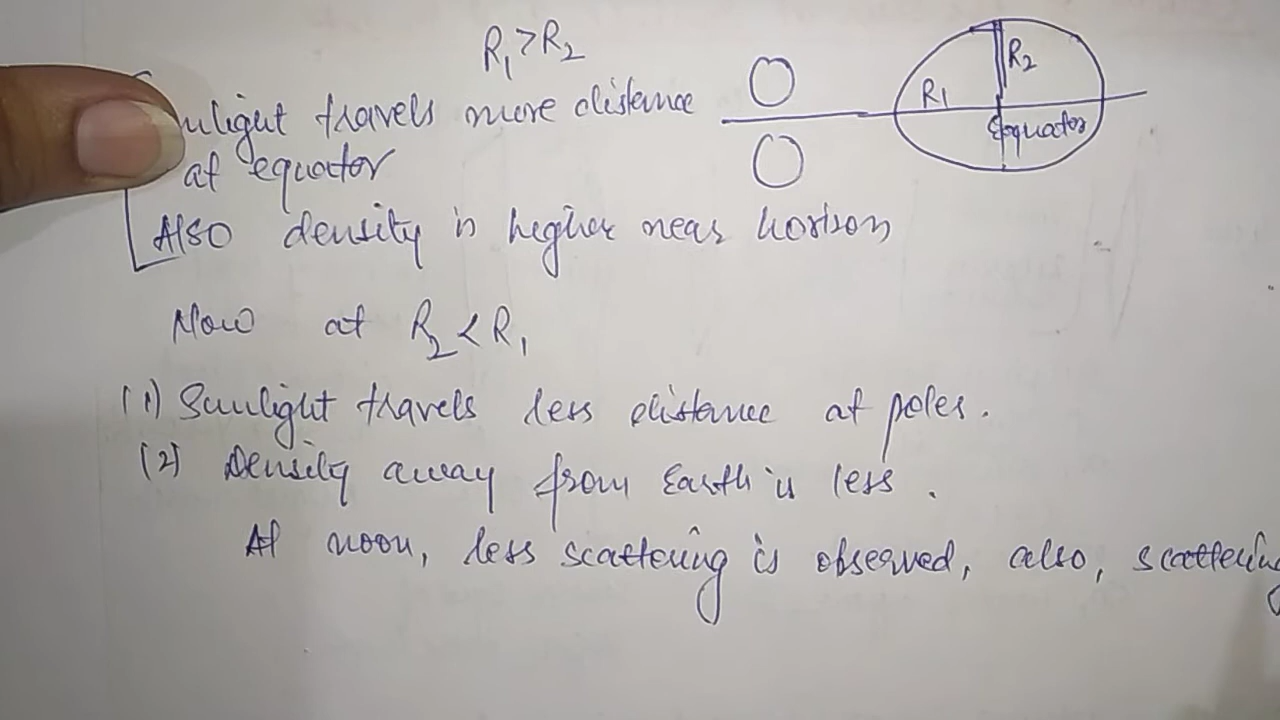 R₁>R₂
R₂
R₁
Equator
unlight travels more distance
at equator
Also density is higher near horizon
Now at R₂ < R₁
(1) Sunlight travels less distance at poles.
(2) Density away from Earth is less.
At noon, less scattering is observed, also, scattering